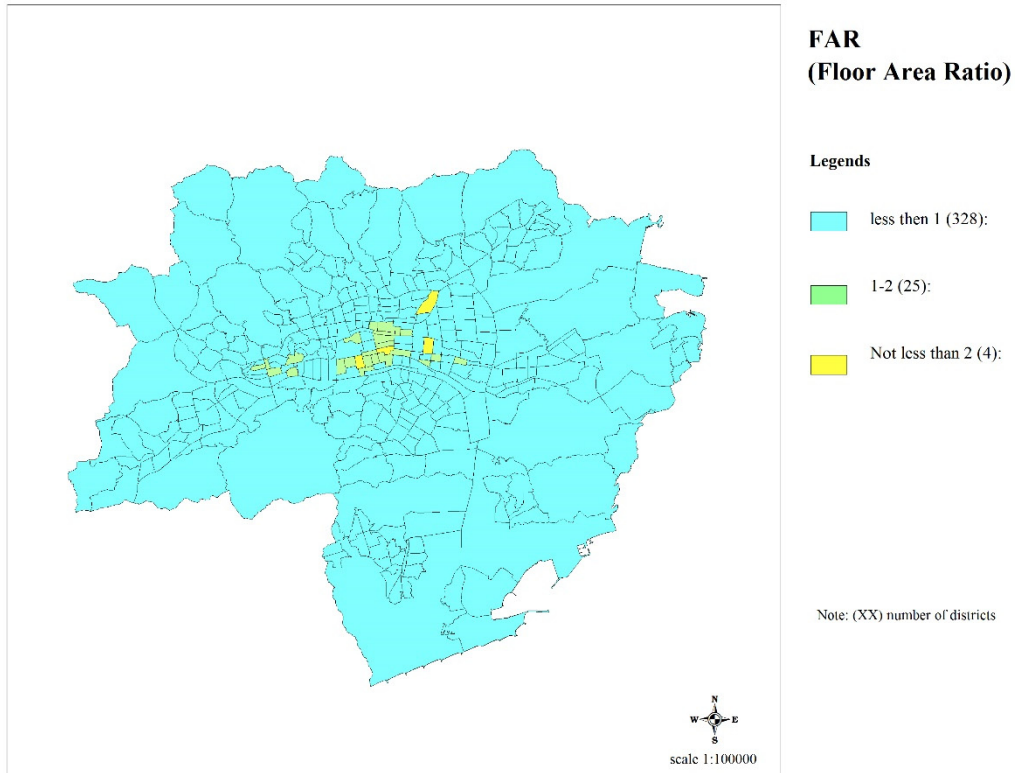 FAR
(Floor Area Ratio)
Legends
less then 1 (328):
1-2 (25):
Not less than 2 (4):
Note: (XX) number of districts
N
W E
S
scale 1:100000